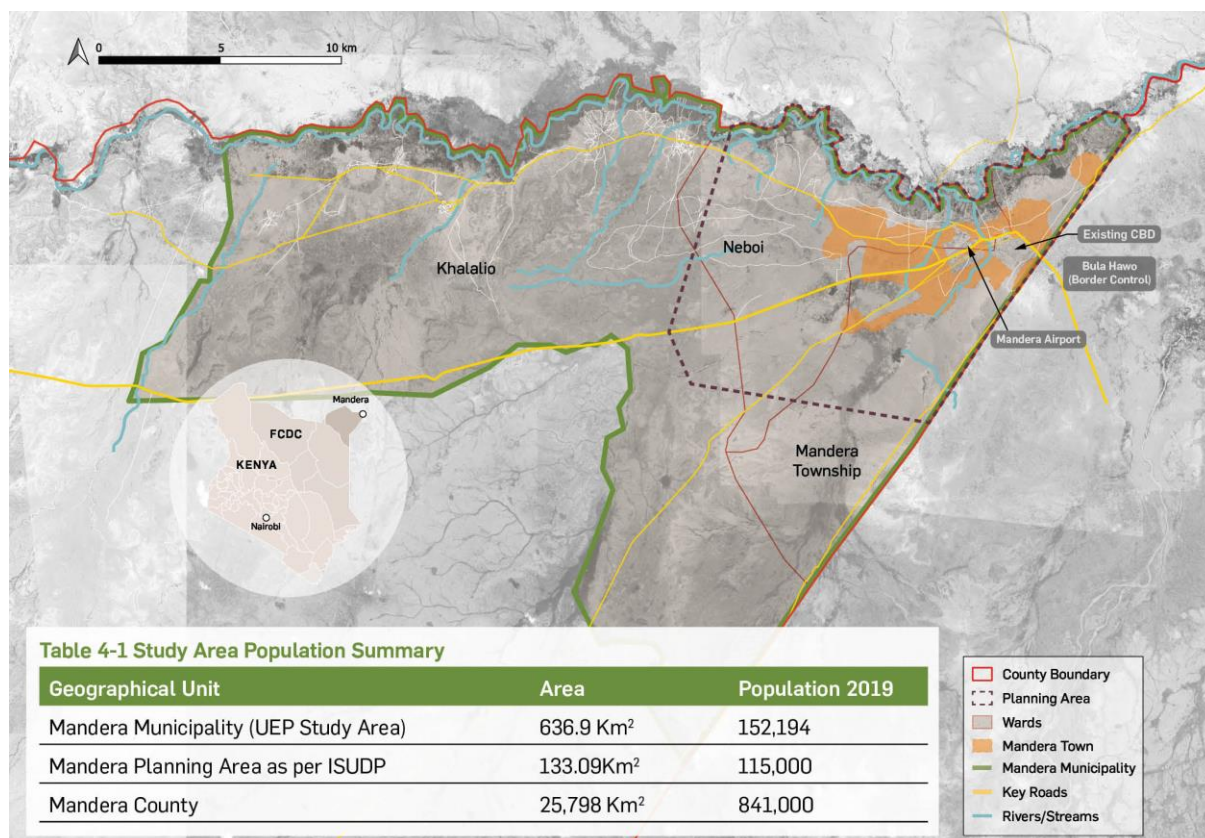 0 5 10 km
Existing CBD
Neboi
Khalalio
Bula Hawo
(Border Control)
Mandera Airport
Mandera
FCDC
KENYA
Nairobi
Mandera
Township
Table 4-1 Study Area Population Summary
Geographical Unit Area Population 2019
Mandera Municipality (UEP Study Area) 636.9 Km² 152,194
Mandera Planning Area as per ISUDP 133.09Km² 115,000
Mandera County 25,798 Km² 841,000
County Boundary
Planning Area
Wards
Mandera Town
Mandera Municipality
Key Roads
Rivers/Streams